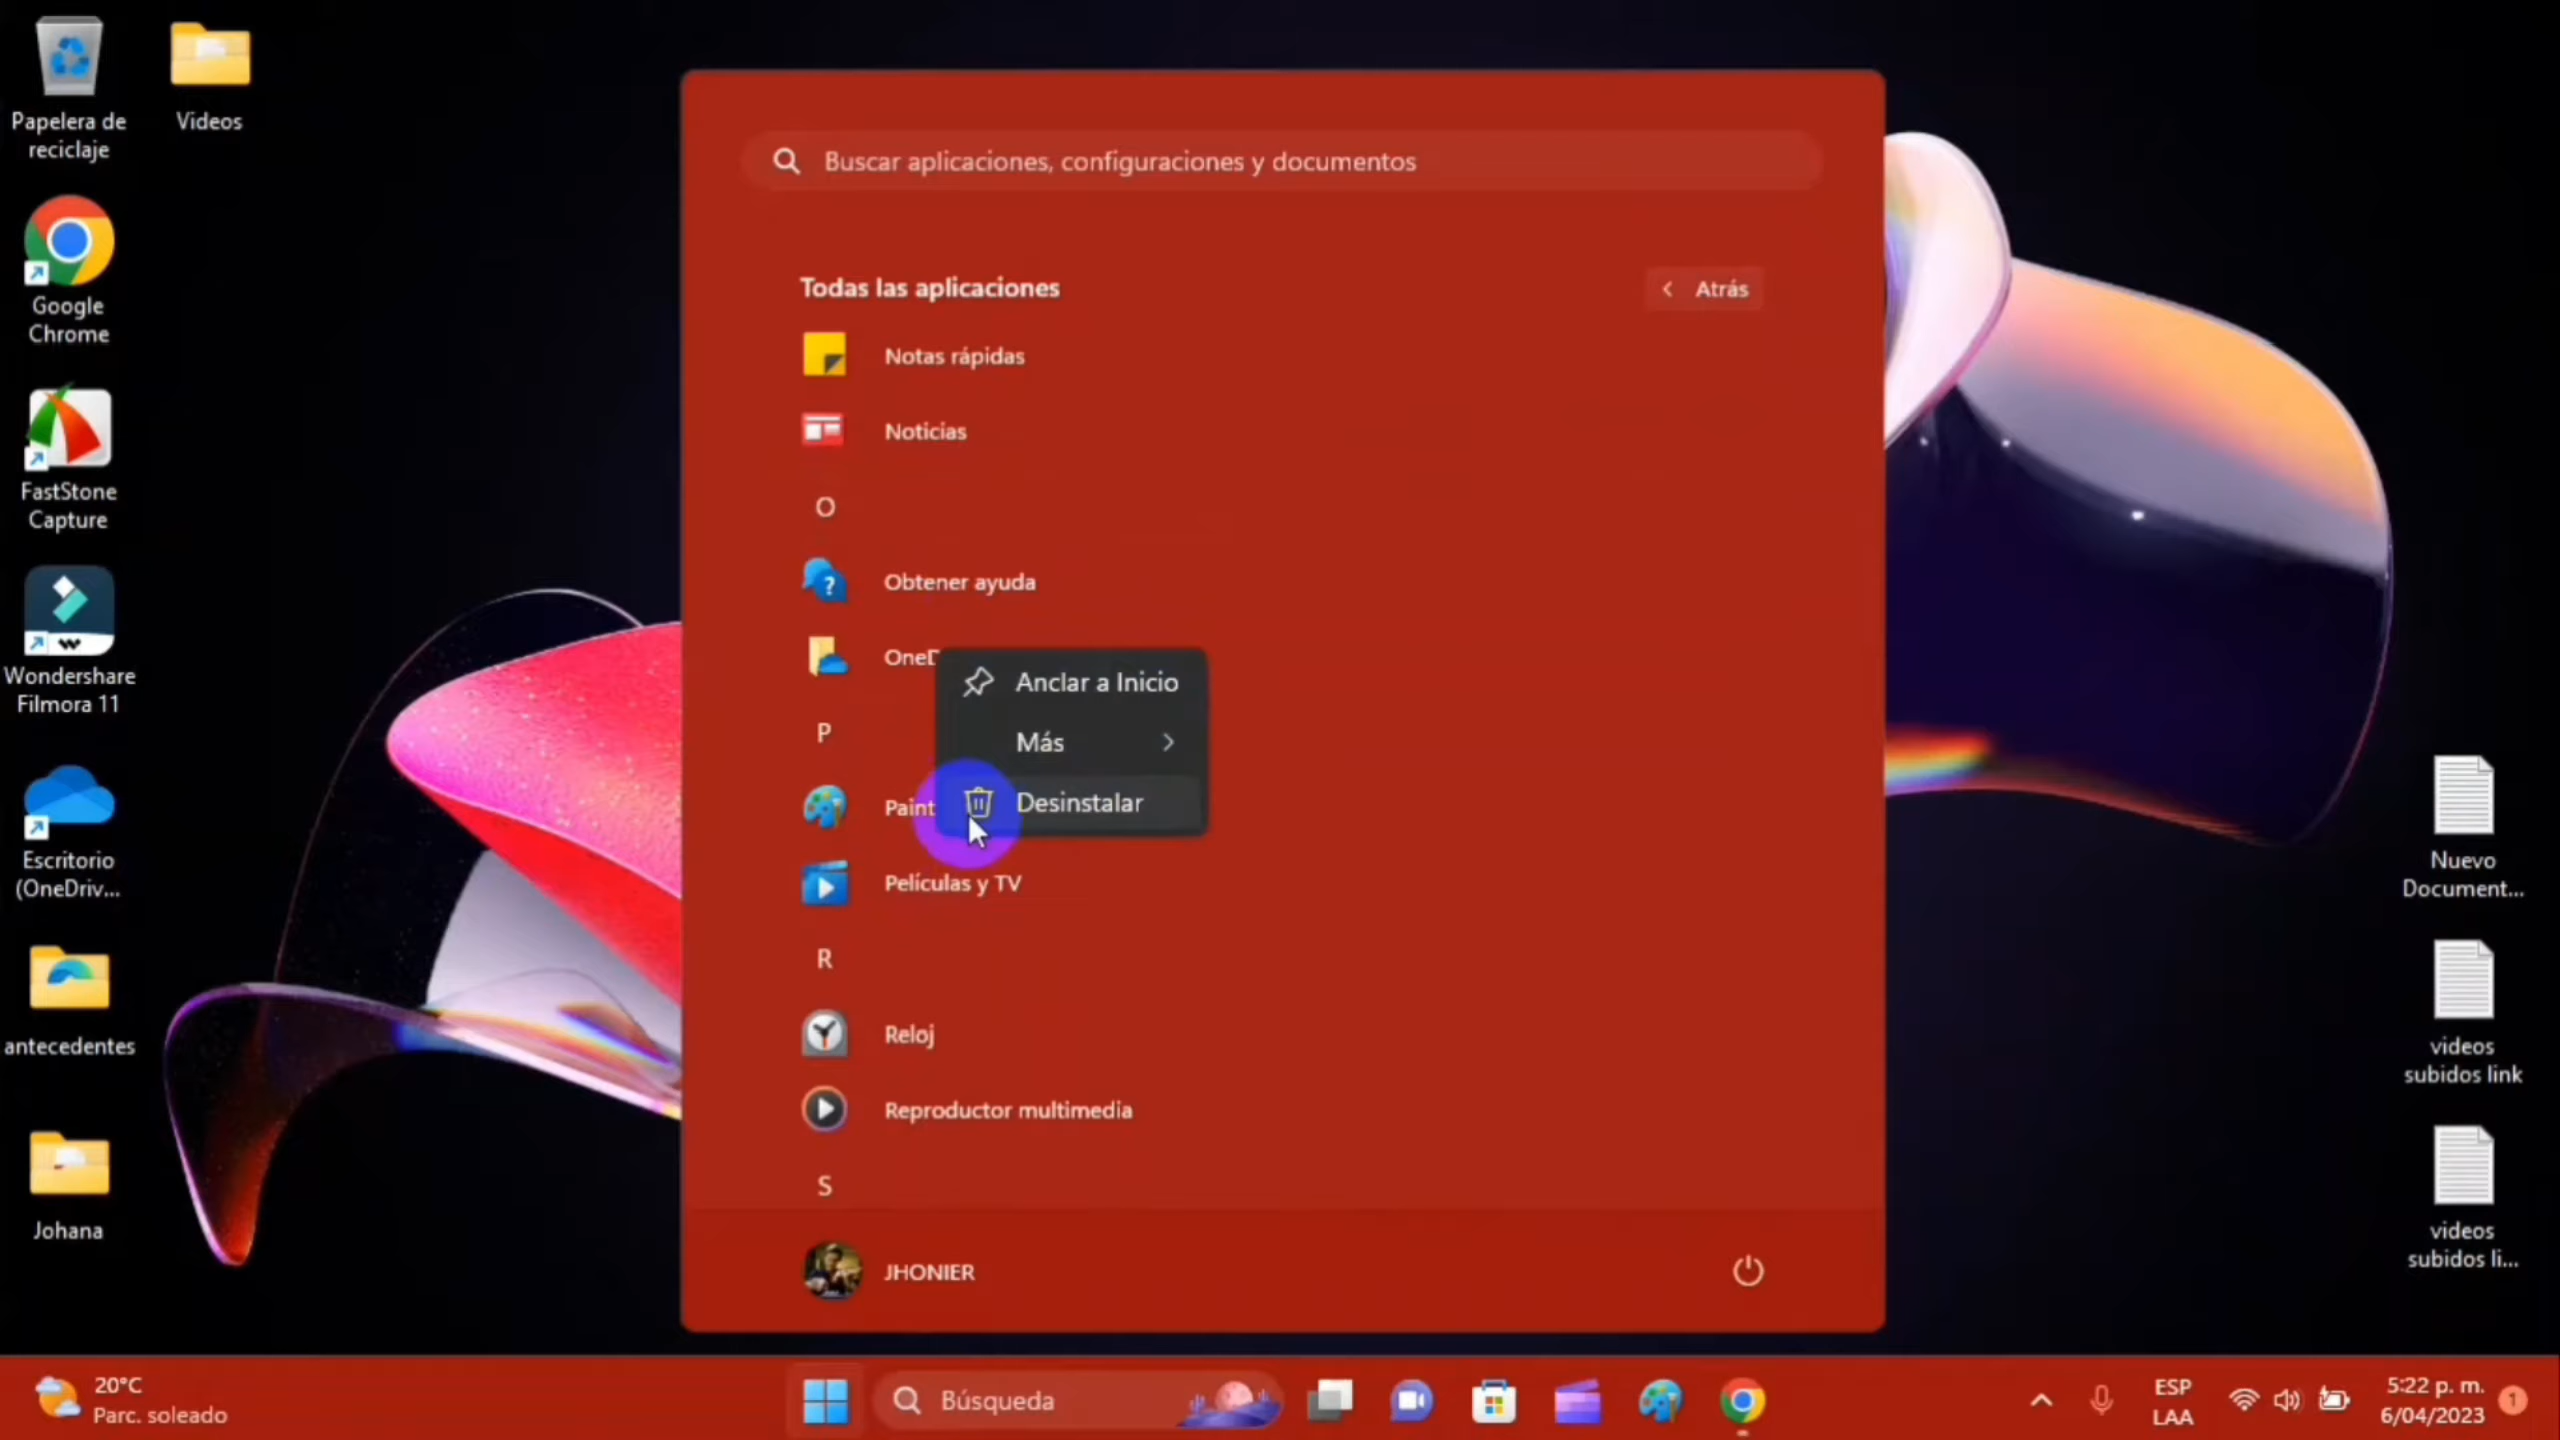 Papelera de
reciclaje
Videos
Google
Chrome
FastStone
Capture
Wondershare
Filmora 11
Escritorio
(OneDriv...
antecedentes
Johana
Buscar aplicaciones, configuraciones y documentos
Todas las aplicaciones
Atrás
Notas rápidas
Noticias
O
Obtener ayuda
OneD
Anclar a Inicio
Más
Desinstalar
P
Paint
Películas y TV
R
Reloj
Reproductor multimedia
S
JHONIER
Nuevo
Document...
videos
subidos link
videos
subidos li...
20°C
Parc. soleado
Búsqueda
ESP
LAA
5:22 p. m.
6/04/2023
1